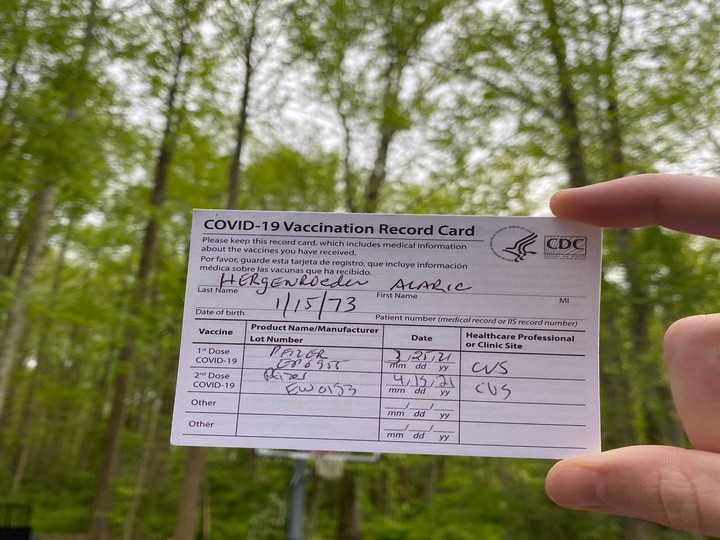 COVID-19 Vaccination Record Card
CDC
Please keep this record card, which includes medical information
about the vaccines you have received.
Por favor, guarde esta tarjeta de registro, que incluye información
médica sobre las vacunas que ha recibido.
HERgenRoeder ALARIC
Last Name First Name MI
1/15/73
Date of birth Patient number (medical record or IIS record number)
Vaccine Product Name/Manufacturer Date Healthcare Professional
Lot Number or Clinic Site
1st Dose PFIZER 3/25/21 CVS
COVID-19 mm dd yy
2nd Dose Pfizer 4/15/21 CVS
COVID-19 EW0153 mm dd yy
Other / /
mm dd yy
Other / /
mm dd yy